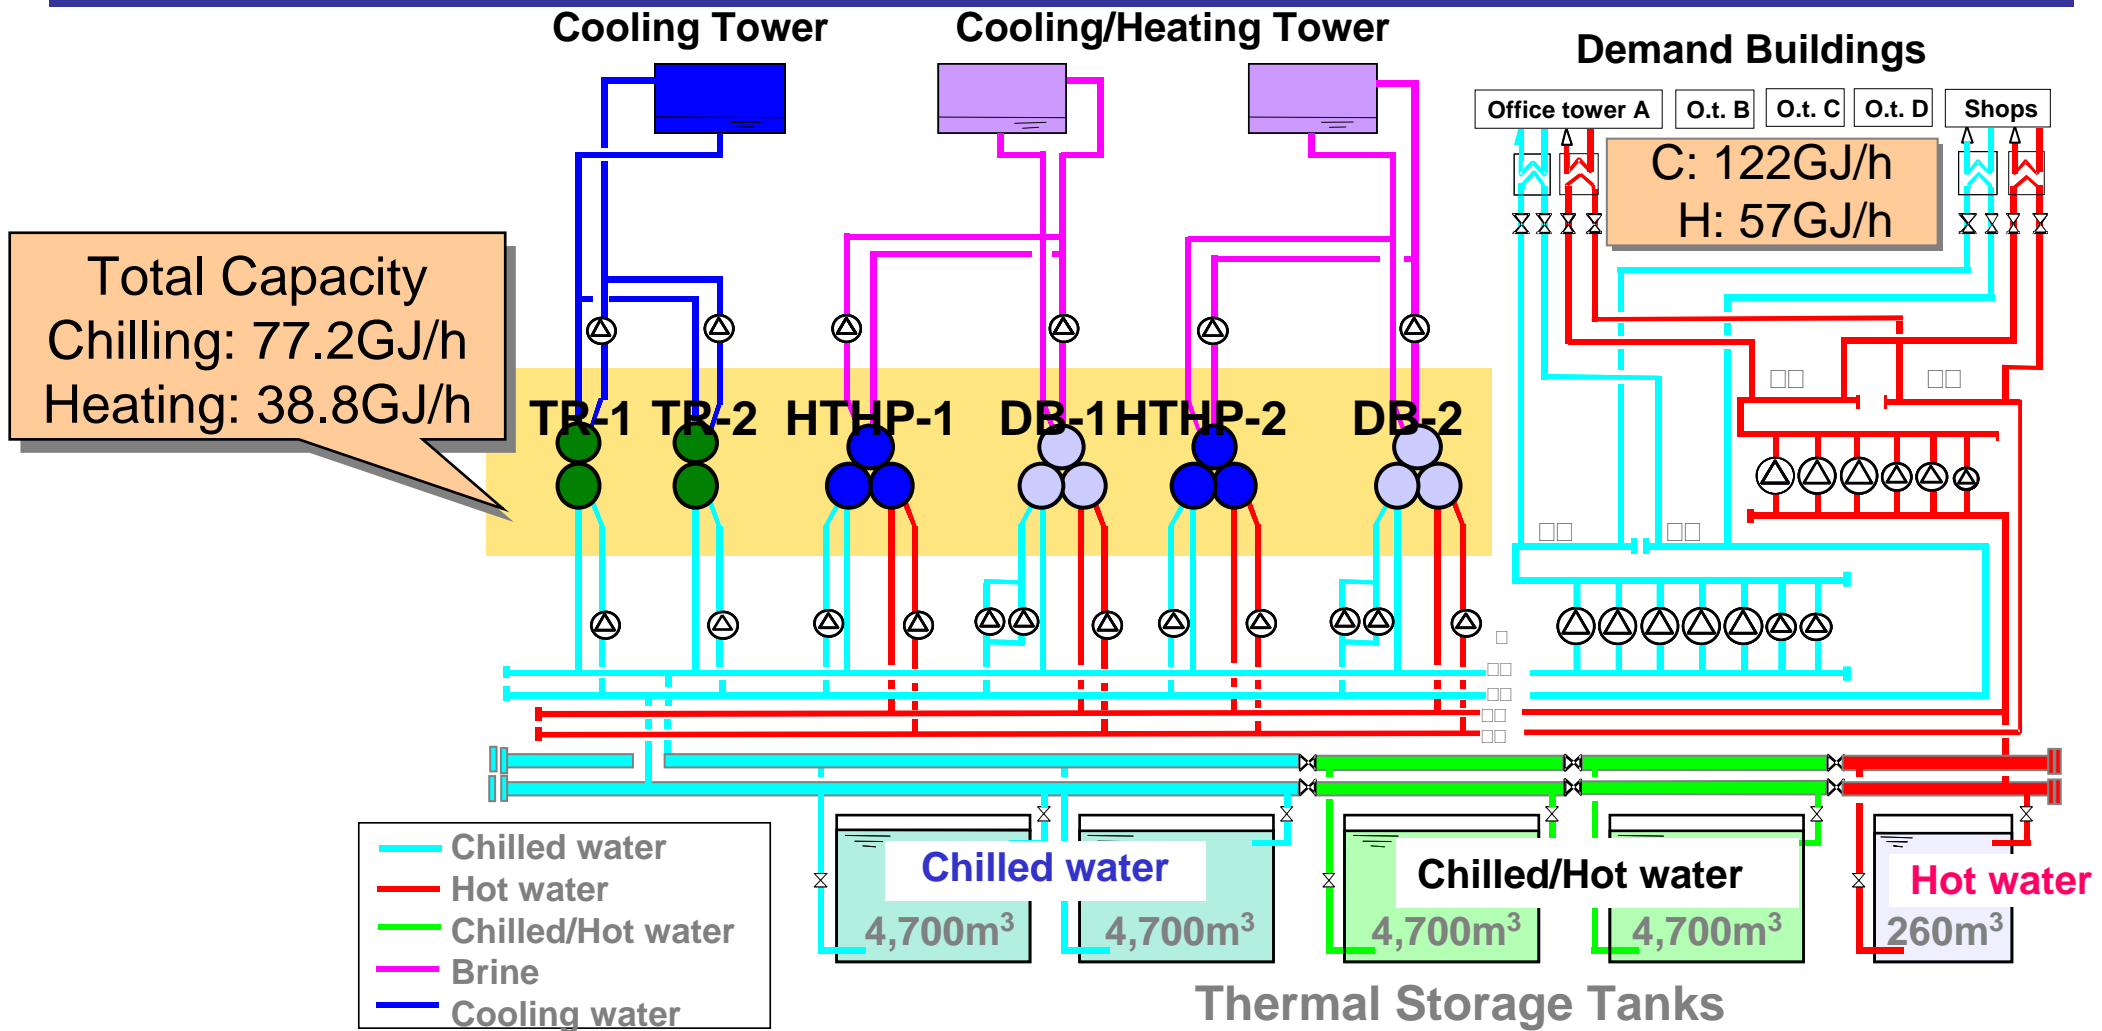 Cooling Tower
Cooling/Heating Tower
Demand Buildings
Office tower A
O.t. B
O.t. C
O.t. D
Shops
C: 122GJ/h
H: 57GJ/h
Total Capacity
Chilling: 77.2GJ/h
Heating: 38.8GJ/h
TR-1
TR-2
HTHP-1
DB-1
HTHP-2
DB-2
Chilled water
Hot water
Chilled/Hot water
Brine
Cooling water
Chilled water
Chilled/Hot water
Hot water
4,700m³
4,700m³
4,700m³
4,700m³
260m³
Thermal Storage Tanks